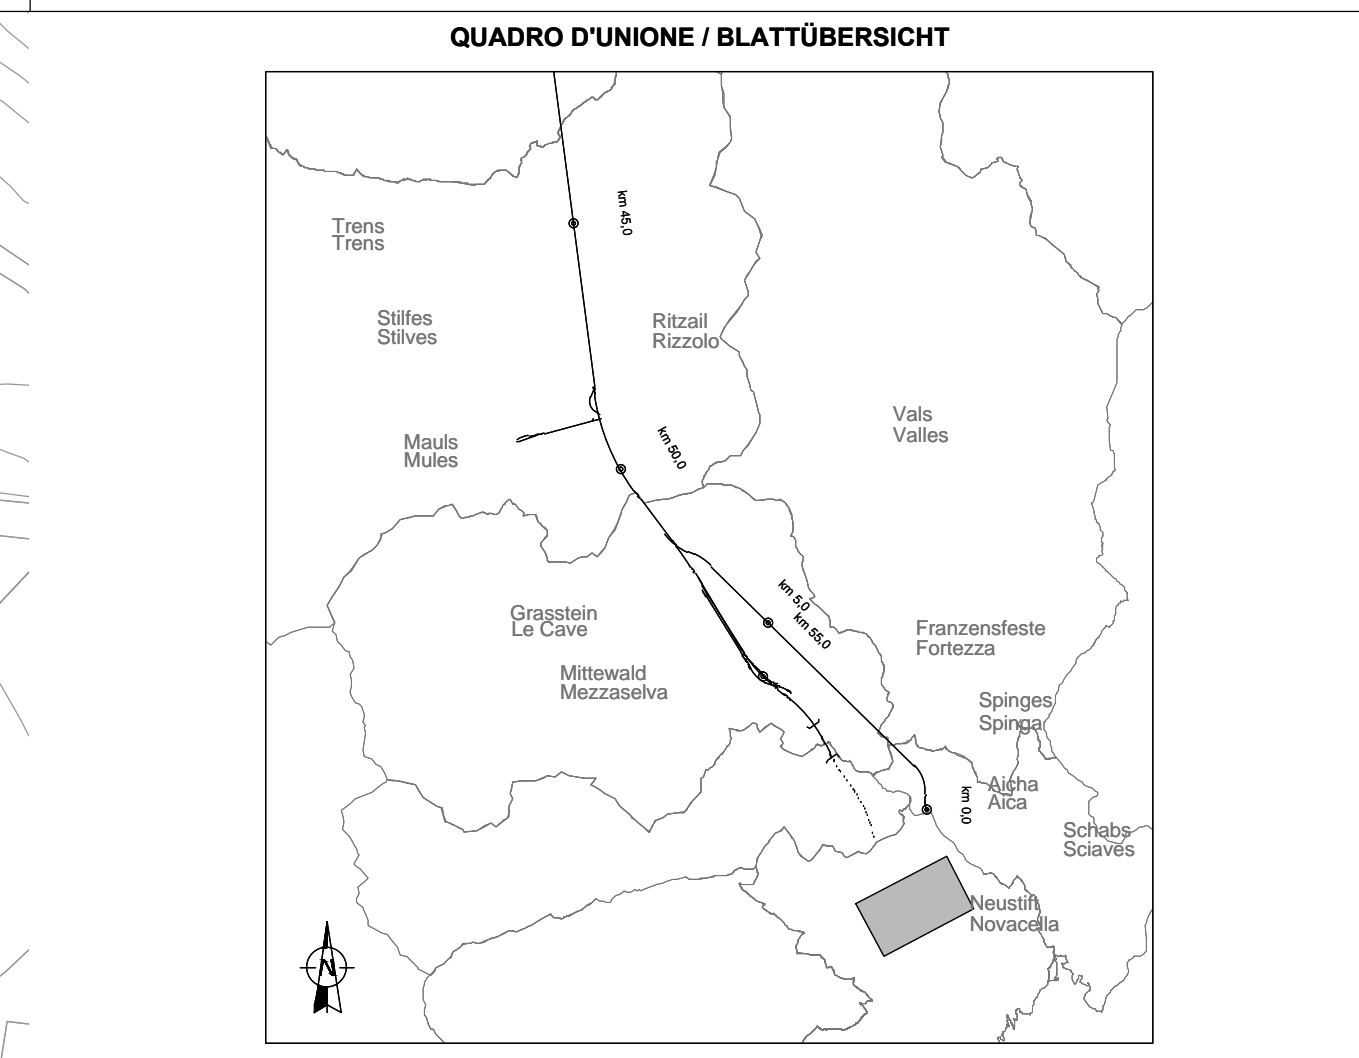 QUADRO D'UNIONE / BLATTÜBERSICHT
km 45,0
Trens
Trens
Stilfes
Stilves
Ritzail
Rizzolo
Vals
Valles
Mauls
Mules
km 50,0
km 5,0
km 55,0
Grasstein
Le Cave
Franzensfeste
Fortezza
Mittewald
Mezzaselva
Spinges
Spinga
Aicha
Aica
km 0,0
Schabs
Sciaves
Neustift
Novacella
N